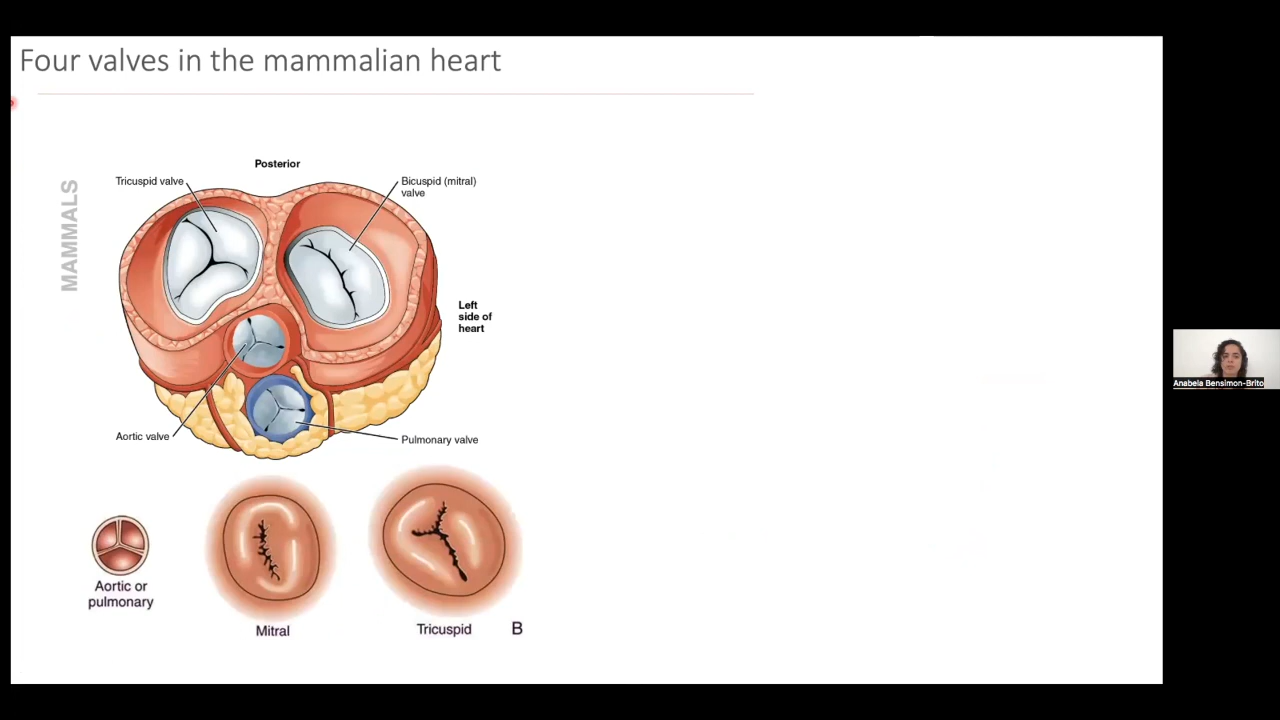 Four valves in the mammalian heart
MAMMALS
Posterior
Tricuspid valve
Bicuspid (mitral)
valve
Left
side of
heart
Aortic valve
Pulmonary valve
Aortic or
pulmonary
Mitral
Tricuspid
B
Anabela Bensimon-Brito